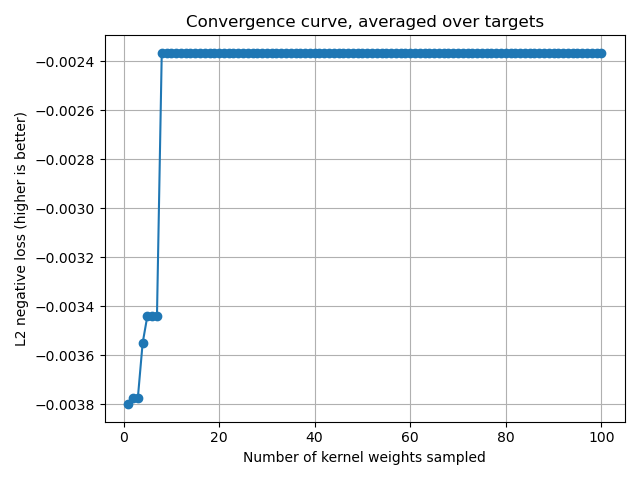 Convergence curve, averaged over targets
L2 negative loss (higher is better)
−0.0024
−0.0026
−0.0028
−0.0030
−0.0032
−0.0034
−0.0036
−0.0038
0 20 40 60 80 100
Number of kernel weights sampled